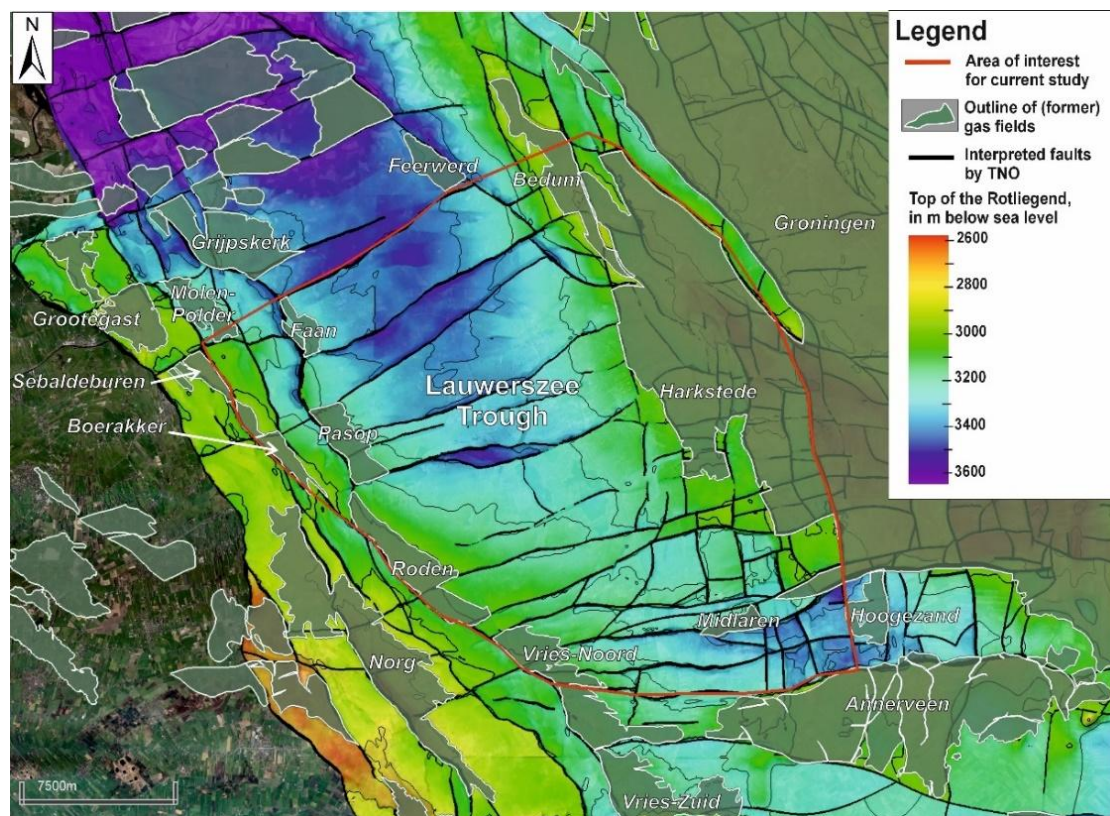 N
Legend
Area of interest
for current study
Outline of (former)
gas fields
Interpreted faults
by TNO
Top of the Rotliegend,
in m below sea level
2600
2800
3000
3200
3400
3600
Feerwerd
Bedum
Groningen
Grijpskerk
Molen-
Polder
Grootegast
Faan
Sebaldeburen
Lauwerszee
Trough
Harkstede
Boerakker
Pasop
Roden
Midlaren
Hoogezand
Vries-Noord
Norg
Annerveen
7500m
Vries-Zuid